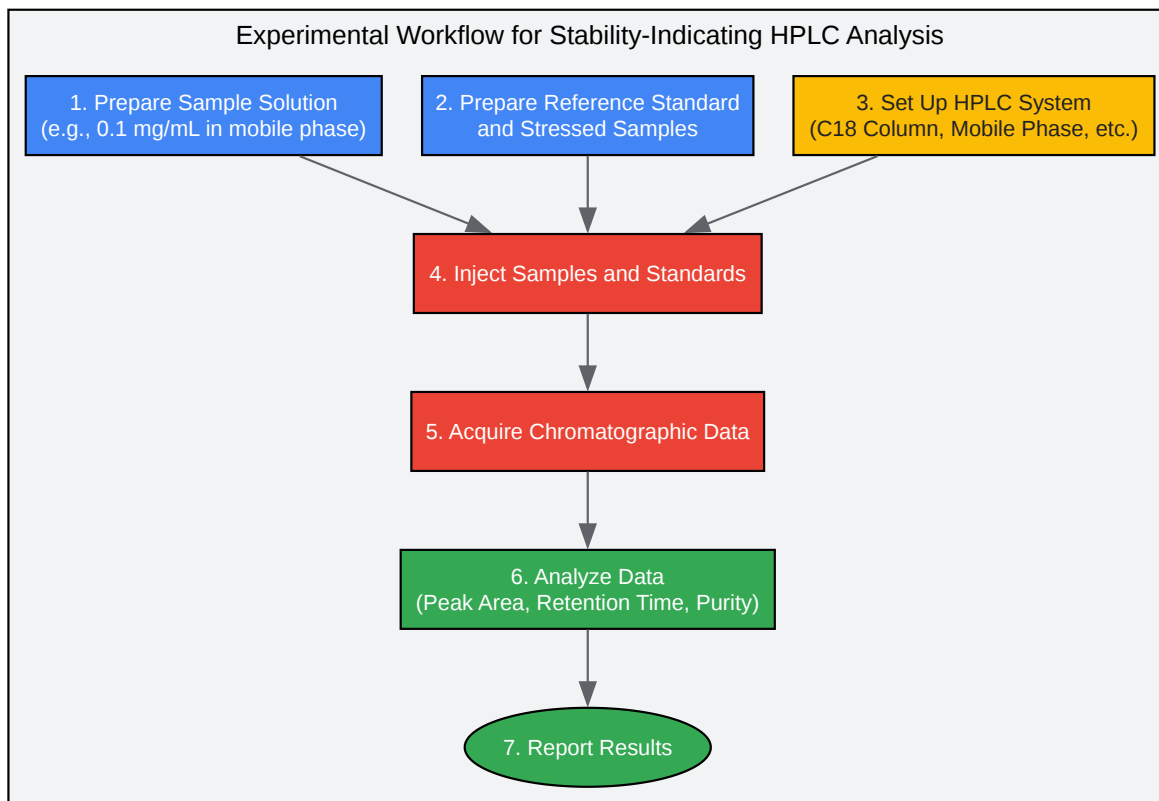 Experimental Workflow for Stability-Indicating HPLC Analysis
1. Prepare Sample Solution
(e.g., 0.1 mg/mL in mobile phase)
2. Prepare Reference Standard
and Stressed Samples
3. Set Up HPLC System
(C18 Column, Mobile Phase, etc.)
4. Inject Samples and Standards
5. Acquire Chromatographic Data
6. Analyze Data
(Peak Area, Retention Time, Purity)
7. Report Results